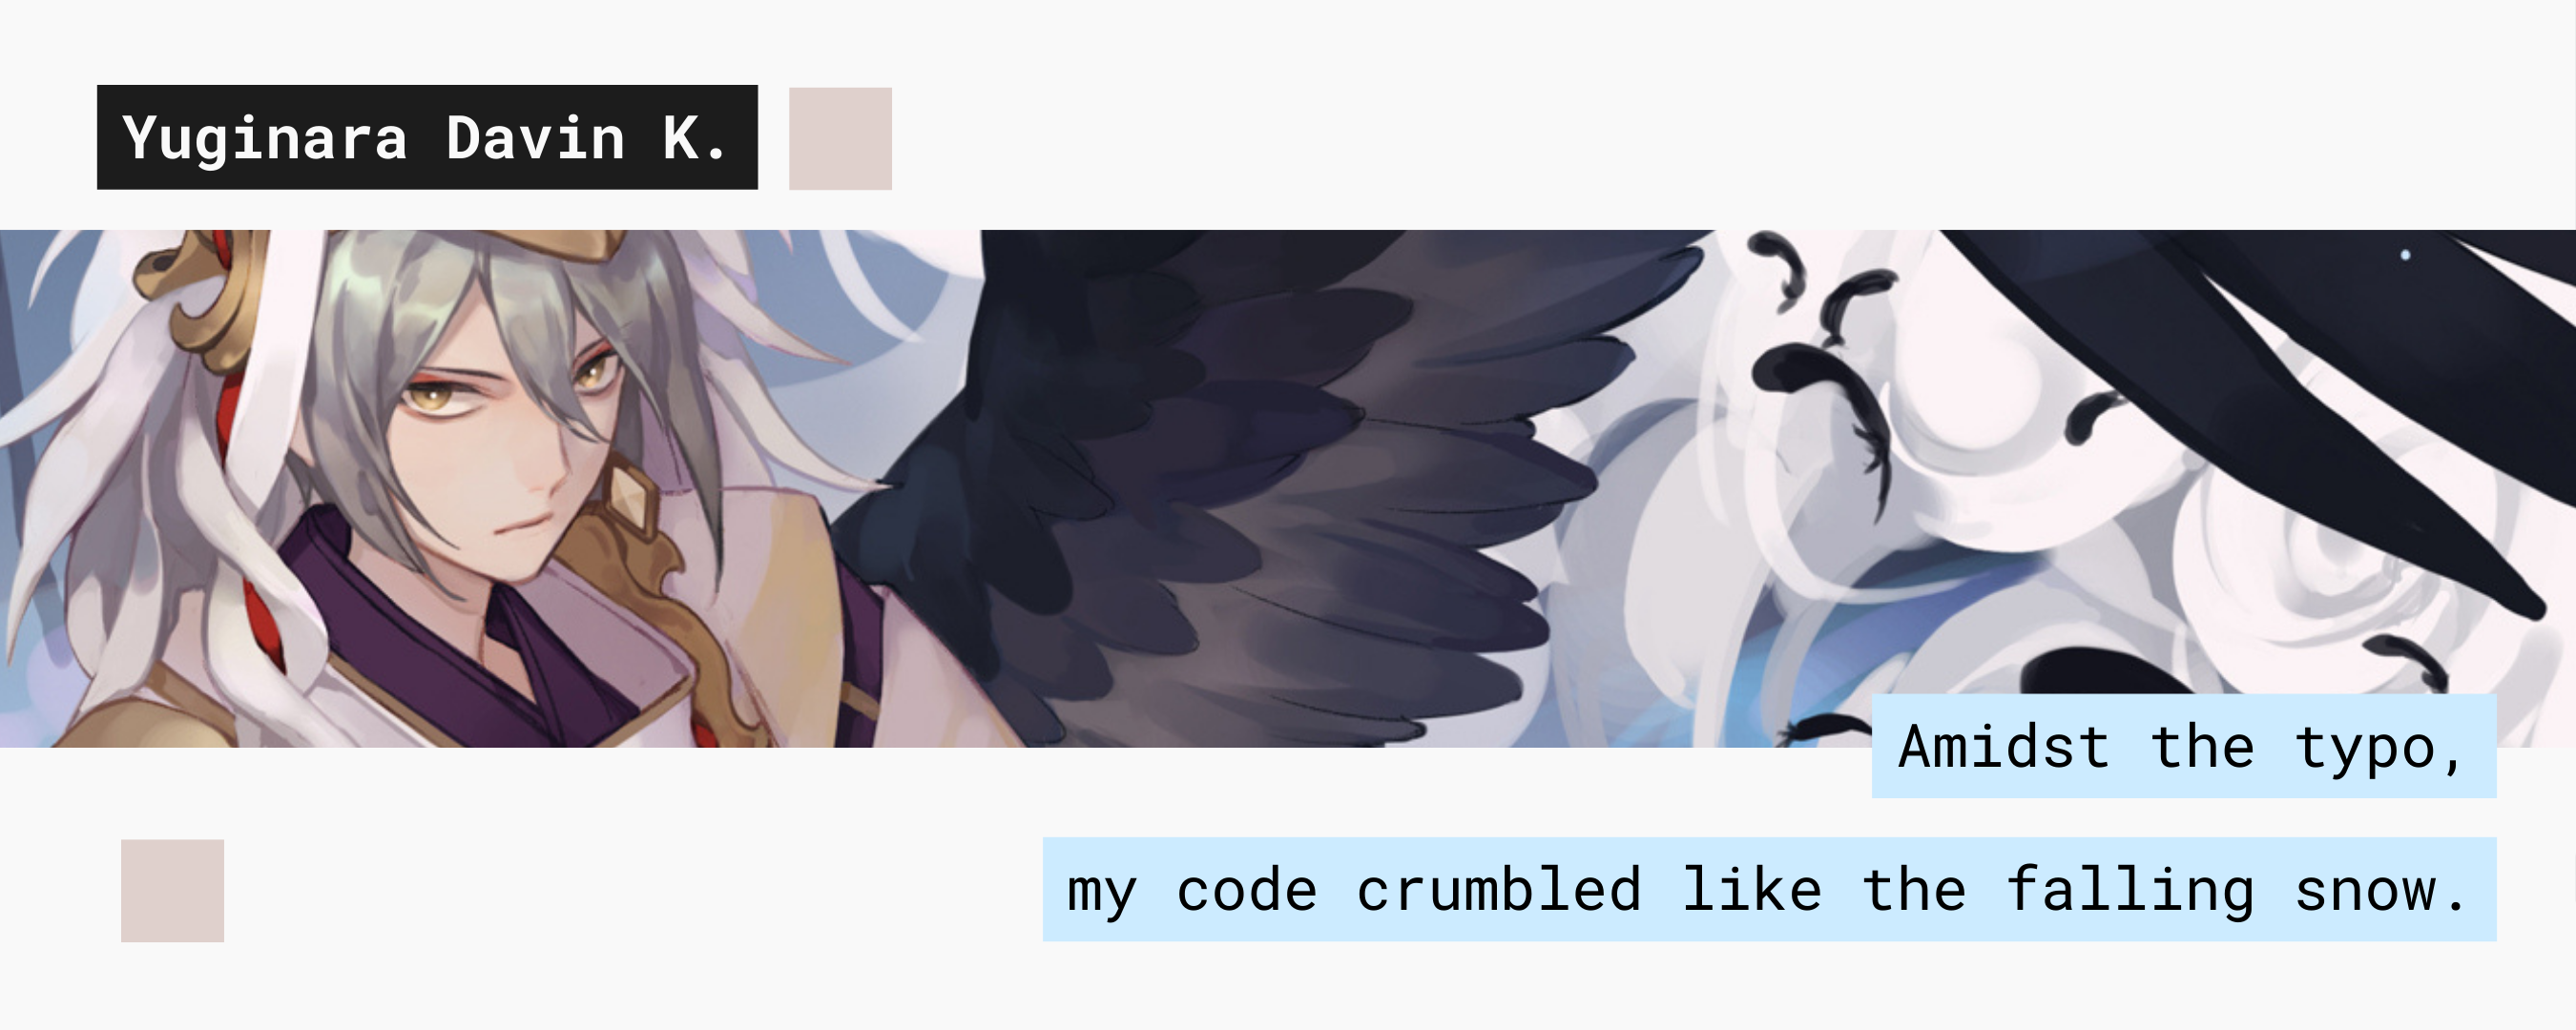 Yuginara Davin K.
Amidst the typo,
my code crumbled like the falling snow.